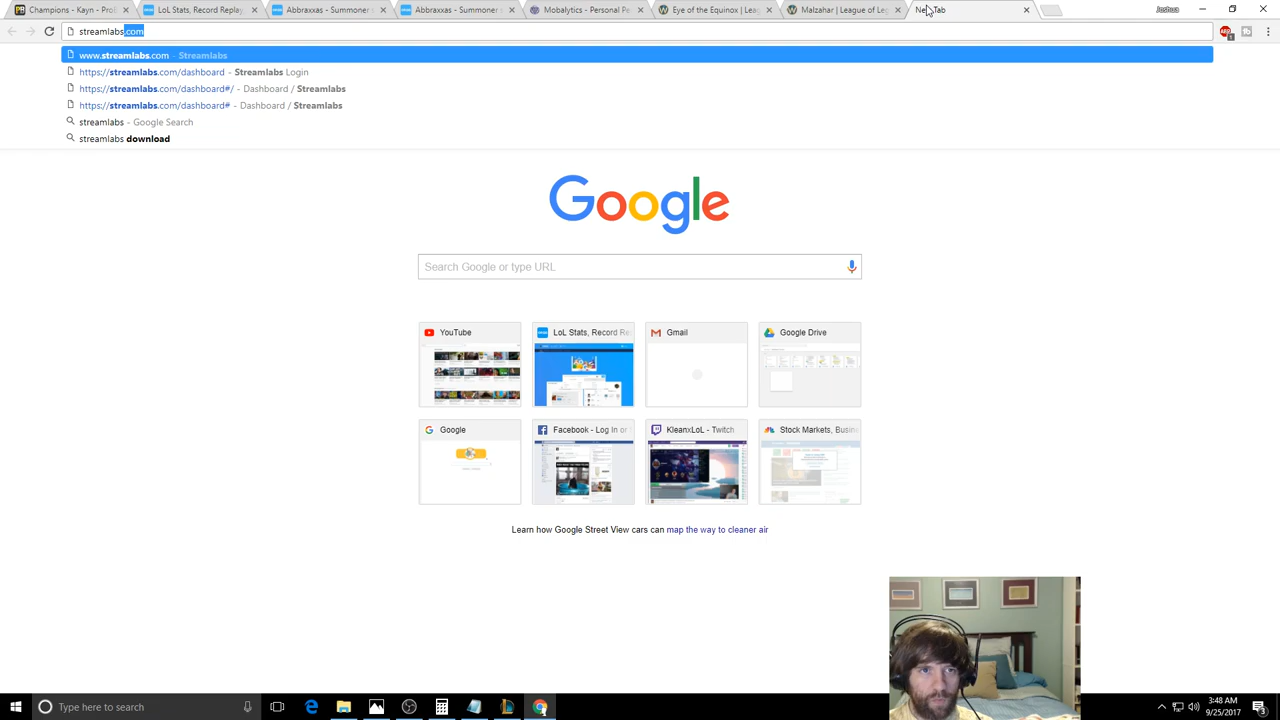 Champions - Kayn - Pro
LoL Stats, Record Replay
Abbraxxas - Summoner s
Abbraxxas - Summoner s
Mobalytics - Personal Pe
Eye of the Equinox | Lea
Malzahar | League of Le
New Tab
Joshua
streamlabs.com
www.streamlabs.com - Streamlabs
https://streamlabs.com/dashboard - Streamlabs Login
https://streamlabs.com/dashboard#/ - Dashboard / Streamlabs
https://streamlabs.com/dashboard# - Dashboard / Streamlabs
streamlabs - Google Search
streamlabs download
Google
Search Google or type URL
YouTube
LoL Stats, Record Re
Gmail
Google Drive
Google
Facebook - Log In or
KleanxLoL - Twitch
Stock Markets, Busine
Learn how Google Street View cars can map the way to cleaner air
Type here to search
3:48 AM
9/25/2017